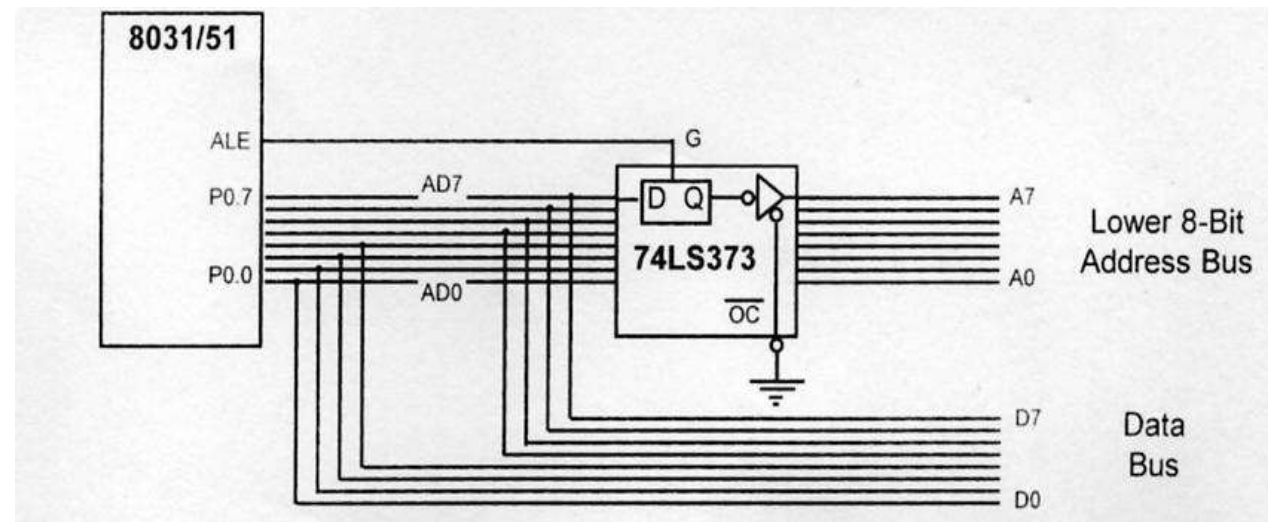 8031/51
ALE
G
P0.7
AD7
D Q
A7
Lower 8-Bit
Address Bus
74LS373
P0.0
AD0
A0
OC
D7
Data
Bus
D0